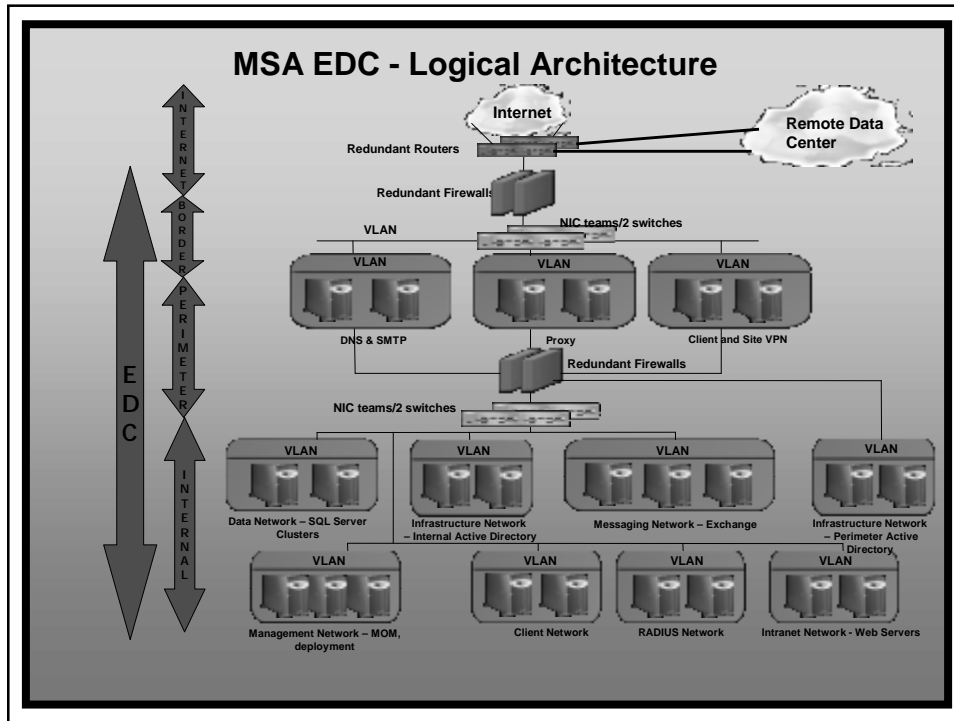 MSA EDC - Logical Architecture
INTERNET
BORDER
PERIMETER
INTERNAL
EDC
Internet
Remote Data
Center
Redundant Routers
Redundant Firewalls
NIC teams/2 switches
VLAN
VLAN
VLAN
VLAN
DNS & SMTP
Proxy
Client and Site VPN
Redundant Firewalls
NIC teams/2 switches
VLAN
VLAN
VLAN
VLAN
Data Network – SQL Server
Clusters
Infrastructure Network
– Internal Active Directory
Messaging Network – Exchange
Infrastructure Network
– Perimeter Active
Directory
VLAN
VLAN
VLAN
VLAN
Management Network – MOM,
deployment
Client Network
RADIUS Network
Intranet Network - Web Servers